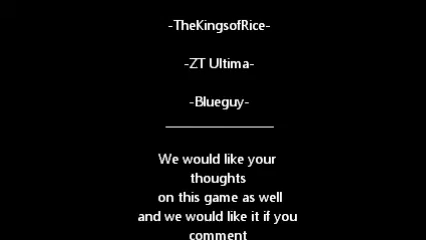 -TheKingsofRice-
-ZT Ultima-
-Blueguy-
We would like your
thoughts
on this game as well
and we would like it if you
comment